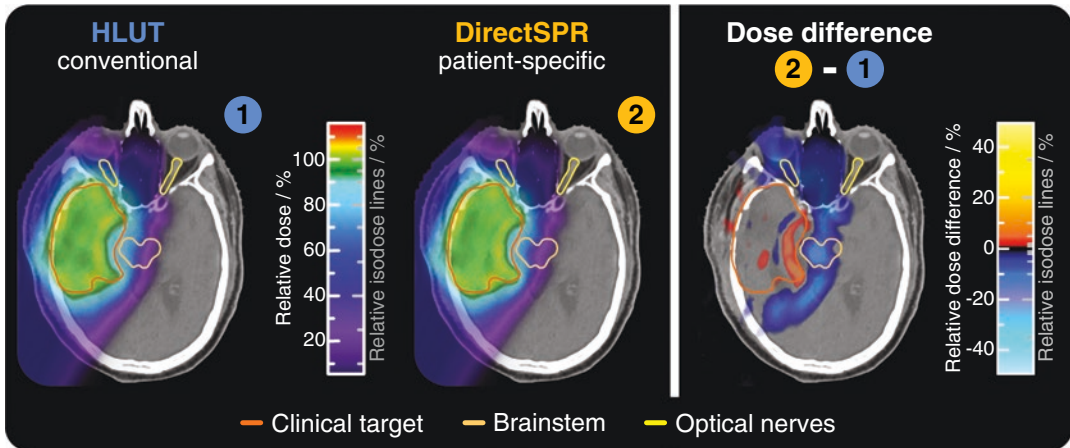 HLUT
conventional
1
DirectSPR
patient-specific
2
Dose difference
2 - 1
Relative dose / %
100
80
60
40
20
Relative isodose lines / %
Relative dose difference / %
40
20
0
-20
-40
Relative isodose lines / %
Clinical target
Brainstem
Optical nerves